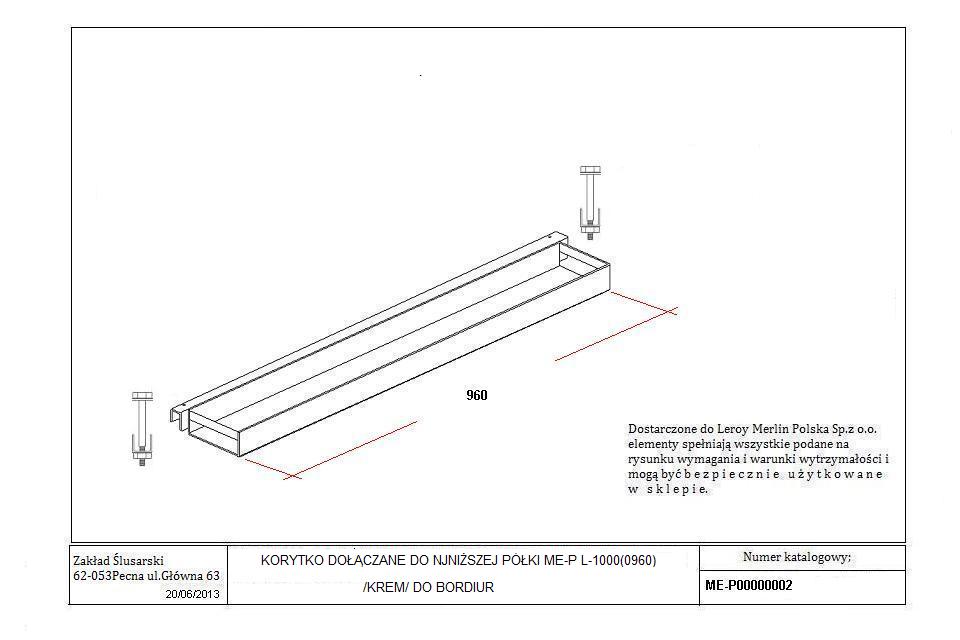 960
Dostarczone do Leroy Merlin Polska Sp.z o.o.
elementy spełniają wszystkie podane na
rysunku wymagania i warunki wytrzymałości i
mogą być b e z p i e c z n i e u ż y t k o w a n e
w s k l e p i e.
Zakład Ślusarski
62-053Pecna ul.Główna 63
20/06/2013
KORYTKO DOŁĄCZANE DO NJNIŻSZEJ PÓŁKI ME-P L-1000(0960)
/KREM/ DO BORDIUR
Numer katalogowy;
ME-P00000002